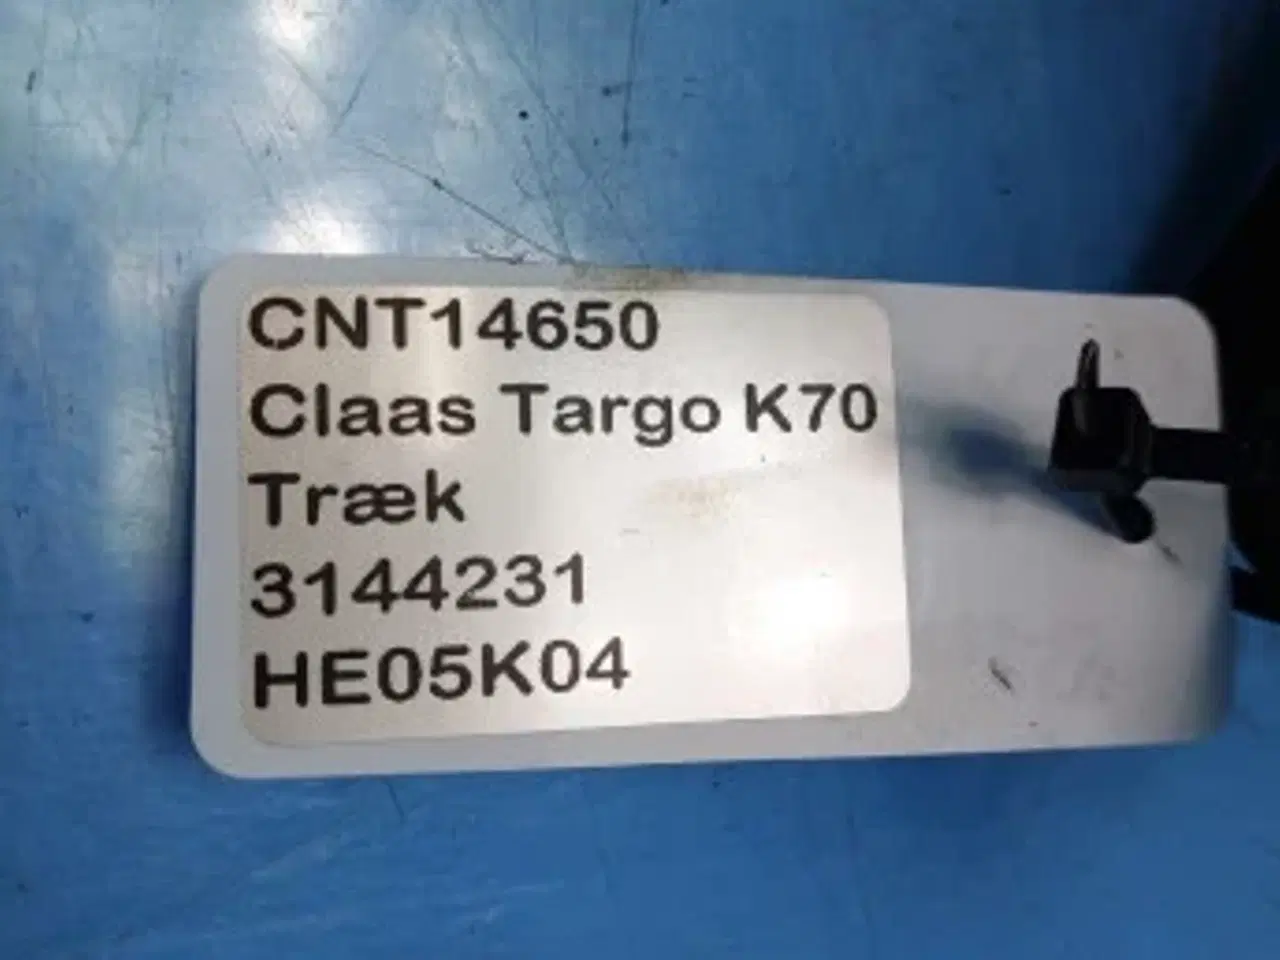 CNT14650
Claas Targo K70
Træk
3144231
HE05K04